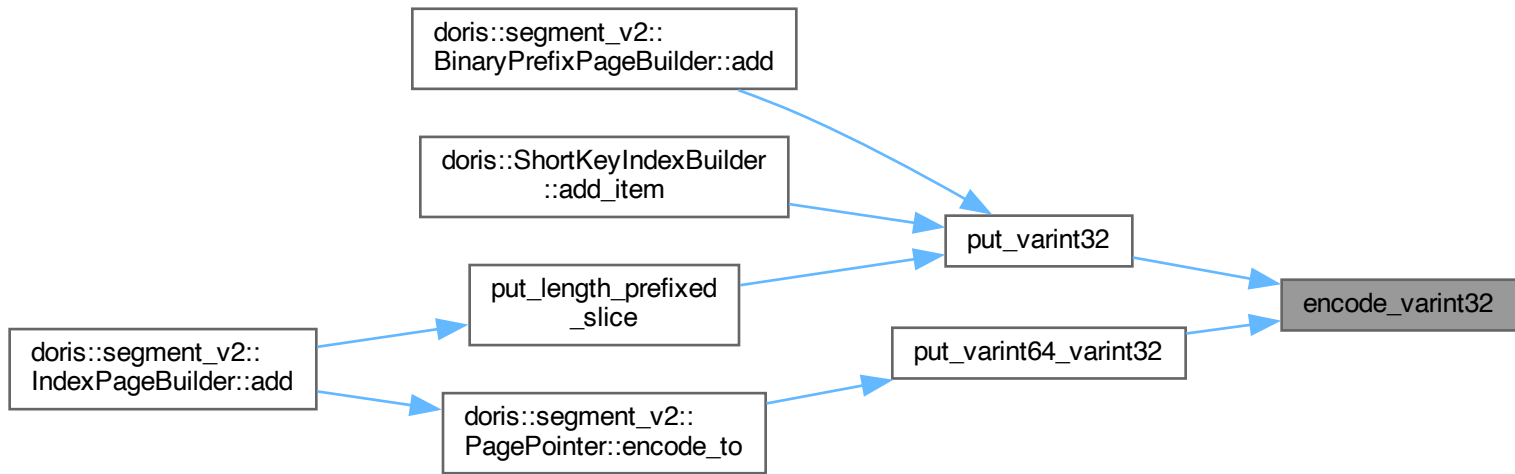 doris::segment_v2::
BinaryPrefixPageBuilder::add
doris::ShortKeyIndexBuilder
::add_item
put_varint32
put_length_prefixed
_slice
encode_varint32
doris::segment_v2::
IndexPageBuilder::add
put_varint64_varint32
doris::segment_v2::
PagePointer::encode_to